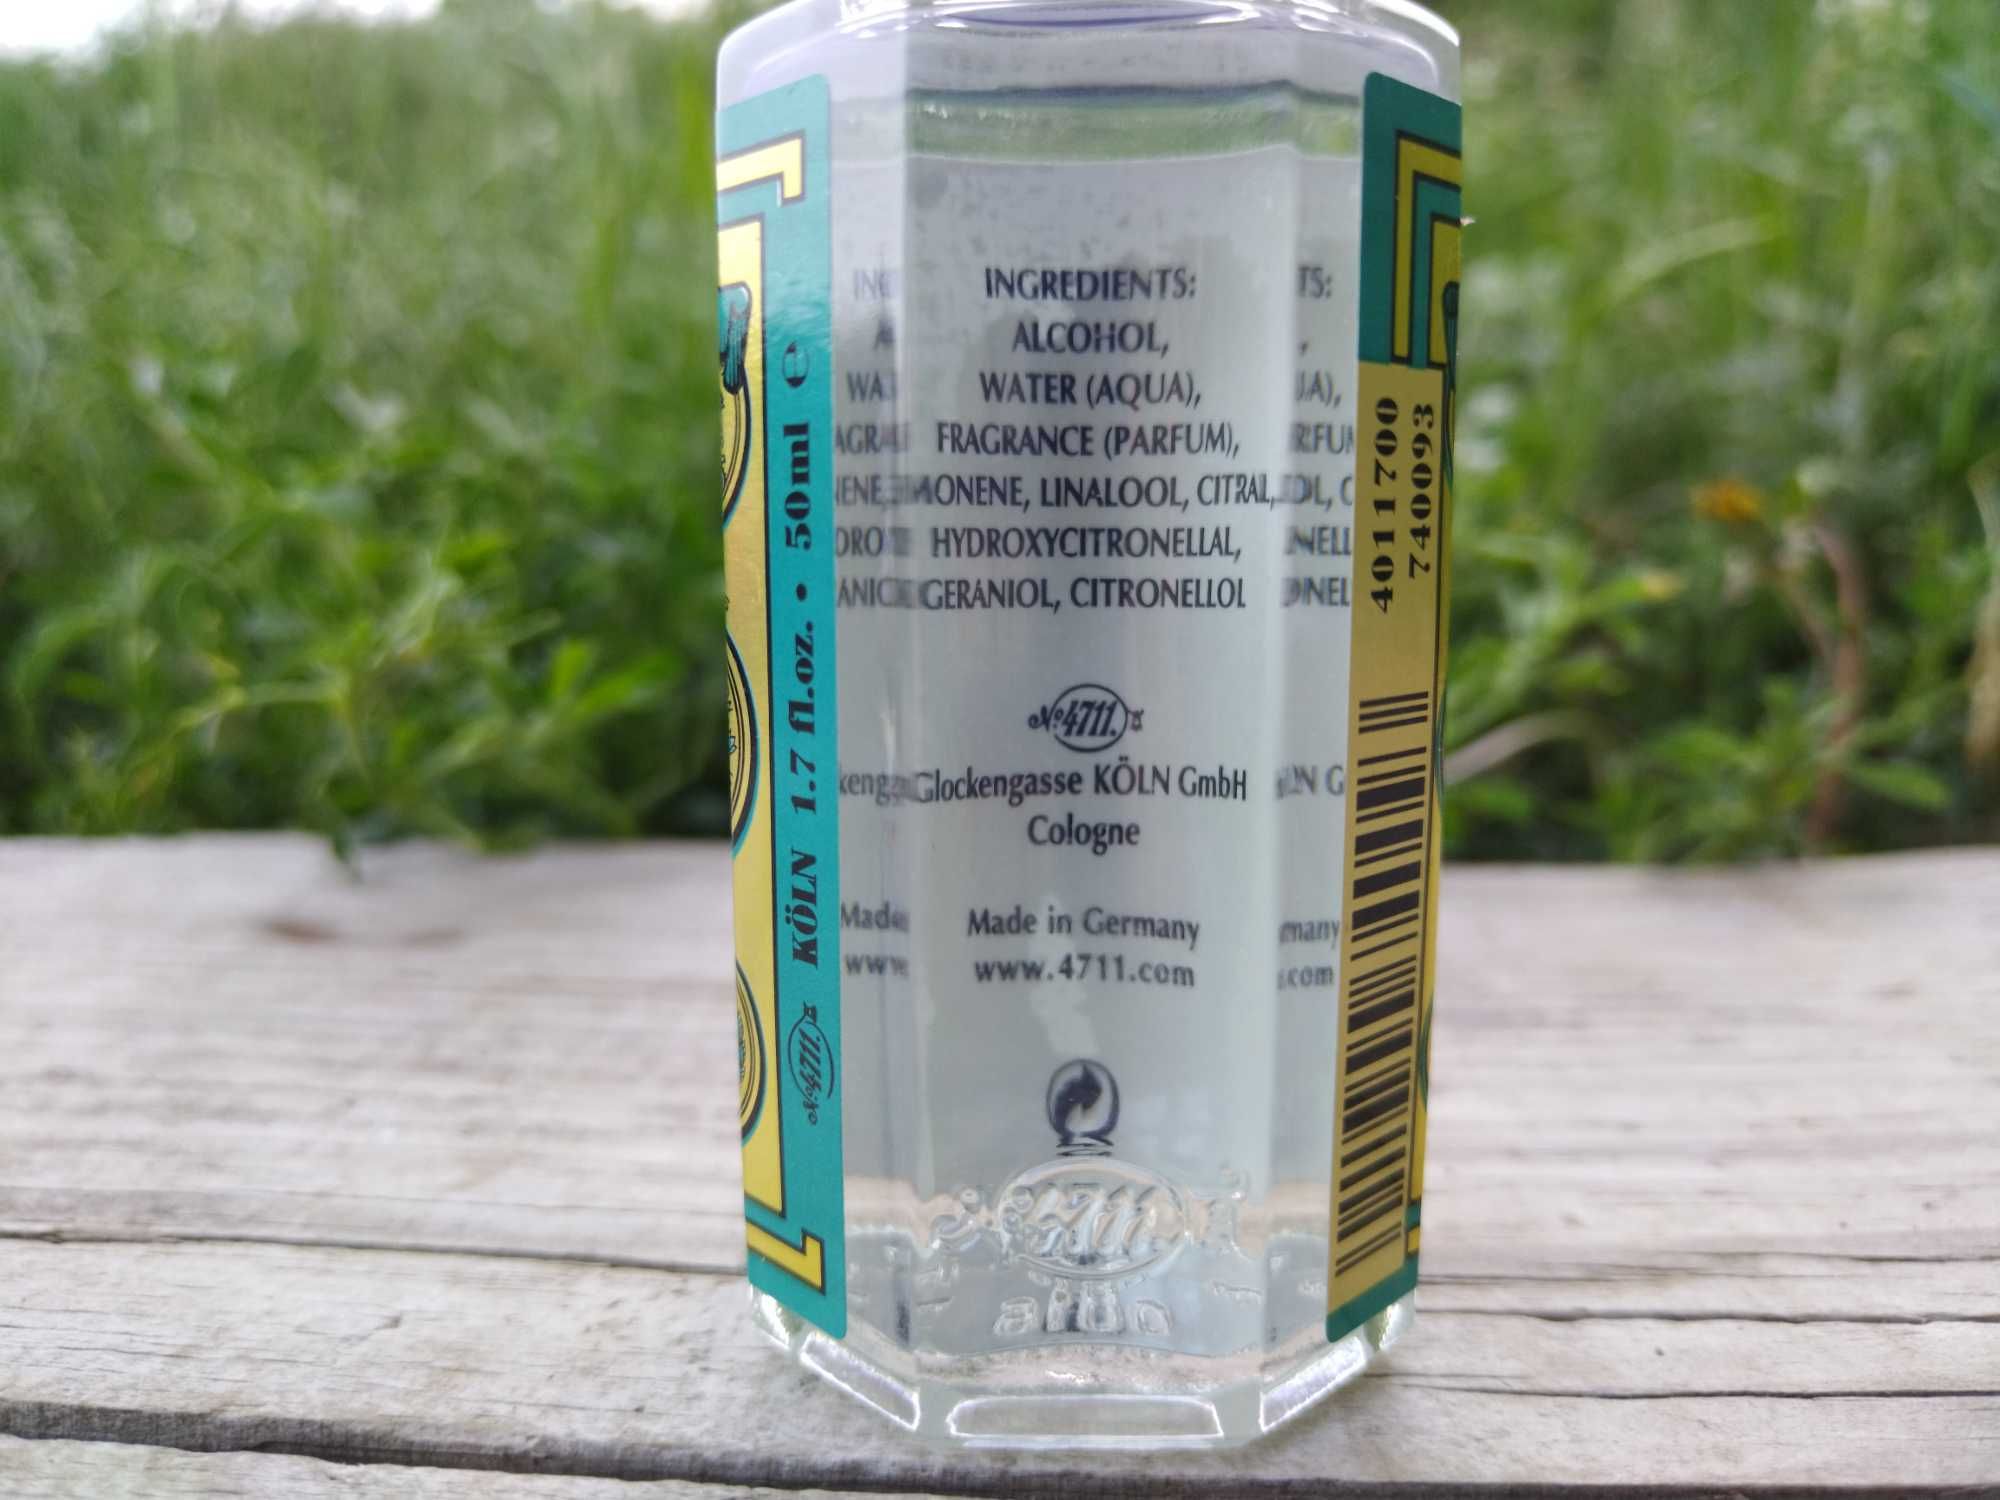 INGREDIENTS:
ALCOHOL,
WATER (AQUA),
FRAGRANCE (PARFUM),
LIMONENE, LINALOOL, CITRAL,
HYDROXYCITRONELLAL,
GERANIOL, CITRONELLOL
No 4711.
Glockengasse KÖLN GmbH
Cologne
Made in Germany
www.4711.com
4711
No 4711. KÖLN 1.7 fl.oz. • 50ml e
4011700
740093